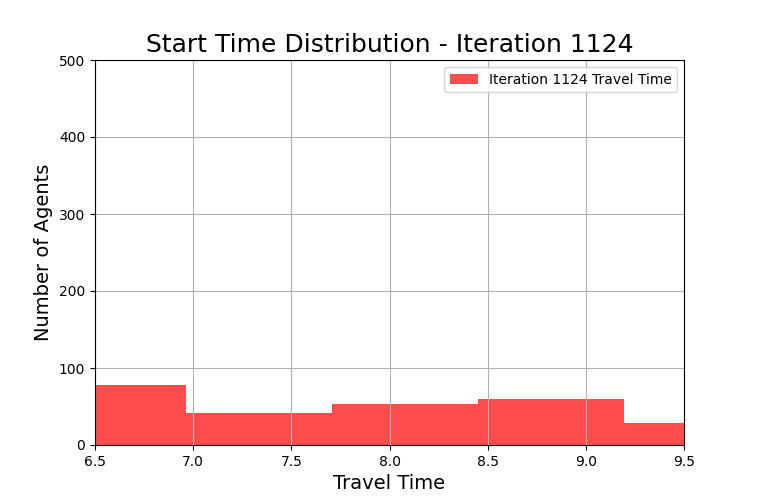 Start Time Distribution - Iteration 1124
Iteration 1124 Travel Time
Number of Agents
500
400
300
200
100
0
6.5 7.0 7.5 8.0 8.5 9.0 9.5
Travel Time